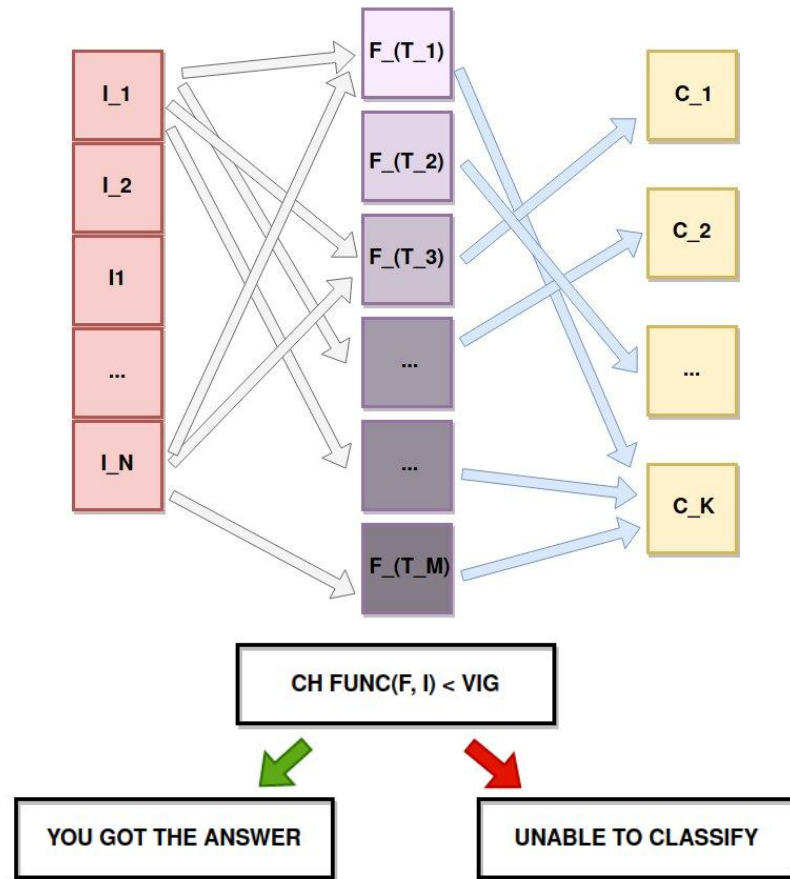 I_1
I_2
I1
...
I_N
F_(T_1)
F_(T_2)
F_(T_3)
...
...
F_(T_M)
C_1
C_2
...
C_K
CH FUNC(F, I) < VIG
YOU GOT THE ANSWER
UNABLE TO CLASSIFY